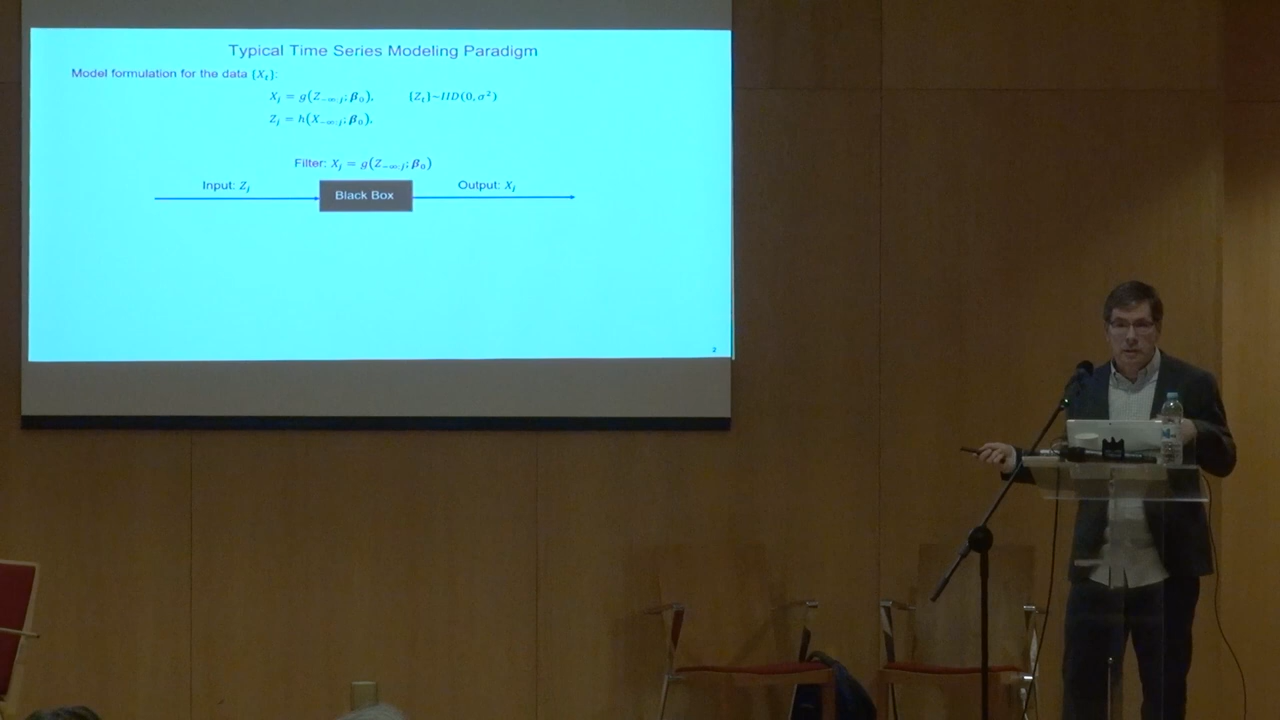 Typical Time Series Modeling Paradigm
Model formulation for the data {X_t}:
X_j = g(Z_{-∞:j}; β_0), {Z_t}~IID(0, σ²)
Z_j = h(X_{-∞:j}; β_0),
Filter: X_j = g(Z_{-∞:j}; β_0)
Input: Z_j Black Box Output: X_j
2